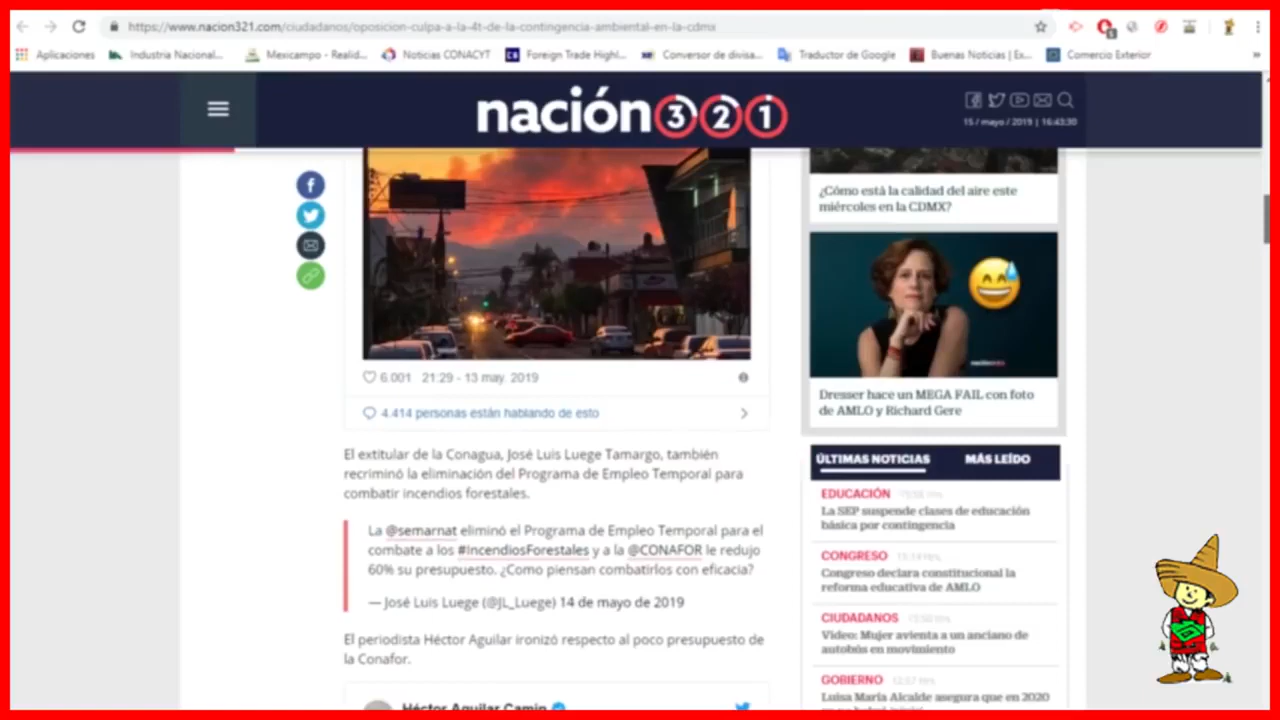 https://www.nacion321.com/ciudadanos/oposicion-culpa-a-la-4t-de-la-contingencia-ambiental-en-la-cdmx
Aplicaciones
Industria Nacional...
Mexicampo - Realid...
Noticias CONACYT
Foreign Trade Highl...
Conversor de divisa...
Traductor de Google
Buenas Noticias | Ex...
Comercio Exterior
»
nación321
15 / mayo / 2019 | 16:43:30
6.001 21:29 - 13 may. 2019
4.414 personas están hablando de esto
El extitular de la Conagua, José Luis Luege Tamargo, también
recriminó la eliminación del Programa de Empleo Temporal para
combatir incendios forestales.
La @semarnat eliminó el Programa de Empleo Temporal para el
combate a los #IncendiosForestales y a la @CONAFOR le redujo
60% su presupuesto. ¿Como piensan combatirlos con eficacia?
— José Luis Luege (@JL_Luege) 14 de mayo de 2019
El periodista Héctor Aguilar ironizó respecto al poco presupuesto de
la Conafor.
Héctor Aguilar Camin
¿Cómo está la calidad del aire este
miércoles en la CDMX?
Dresser hace un MEGA FAIL con foto
de AMLO y Richard Gere
ÚLTIMAS NOTICIAS
MÁS LEÍDO
EDUCACIÓN
La SEP suspende clases de educación
básica por contingencia
CONGRESO
Congreso declara constitucional la
reforma educativa de AMLO
CIUDADANOS
Video: Mujer avienta a un anciano de
autobús en movimiento
GOBIERNO
Luisa María Alcalde asegura que en 2020